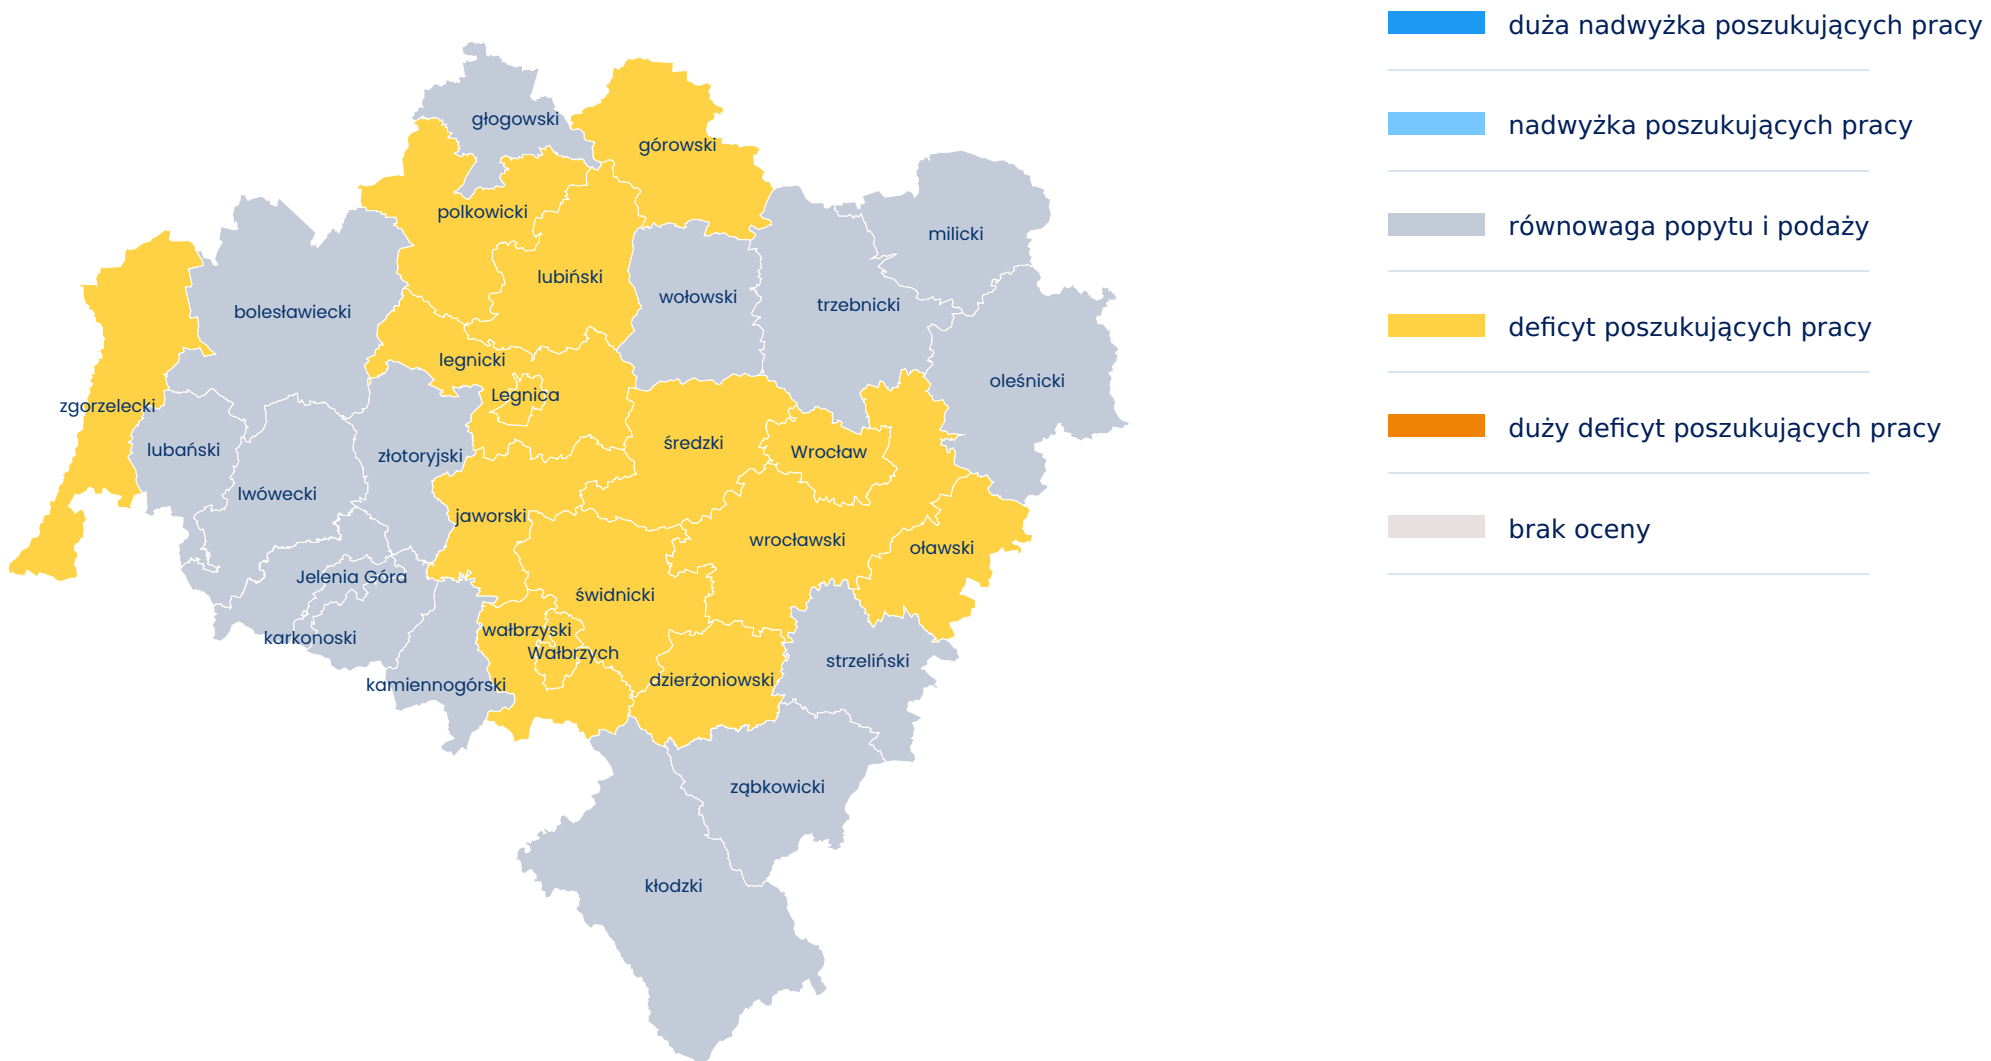 głogowski
górowski
polkowicki
milicki
lubiński
wołowski
trzebnicki
bolesławiecki
legnicki
Legnica
oleśnicki
zgorzelecki
lubański
złotoryjski
średzki
Wrocław
lwówecki
jaworski
wrocławski
oławski
Jelenia Góra
świdnicki
karkonoski
wałbrzyski
Wałbrzych
strzeliński
kamiennogórski
dzierżoniowski
ząbkowicki
kłodzki
duża nadwyżka poszukujących pracy
nadwyżka poszukujących pracy
równowaga popytu i podaży
deficyt poszukujących pracy
duży deficyt poszukujących pracy
brak oceny